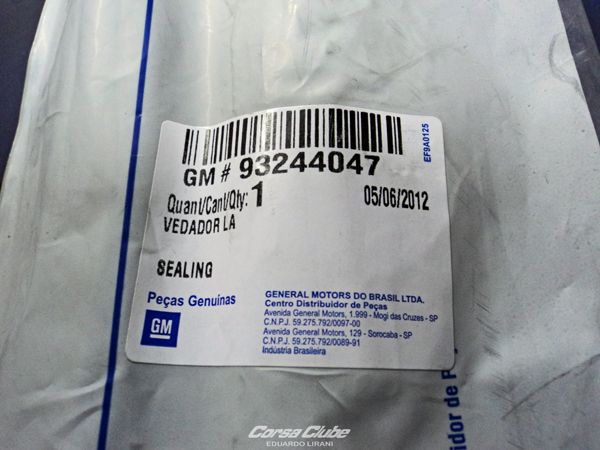 GM # 93244047
Quant/Cant/Qty: 1 05/06/2012
VEDADOR LA
SEALING
Peças Genuínas
GM
GENERAL MOTORS DO BRASIL LTDA.
Centro Distribuidor de Peças
Avenida General Motors, 1.999 - Mogi das Cruzes - SP
C.N.P.J. 59.275.792/0097-00
Avenida General Motors, 129 - Sorocaba - SP
C.N.P.J. 59.275.792/0089-91
Indústria Brasileira
EF9A0125
idor de
Corsa Clube
EDUARDO LIRANI